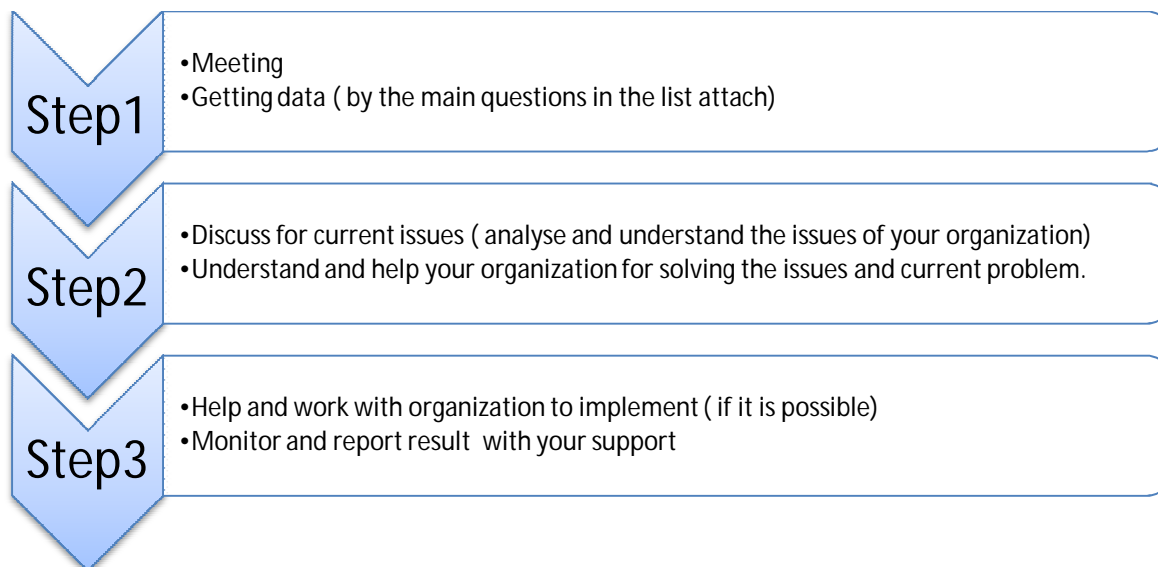 Step1
•Meeting
•Getting data ( by the main questions in the list attach)
Step2
•Discuss for current issues ( analyse and understand the issues of your organization)
•Understand and help your organization for solving the issues and current problem.
Step3
•Help and work with organization to implement ( if it is possible)
•Monitor and report result with your support